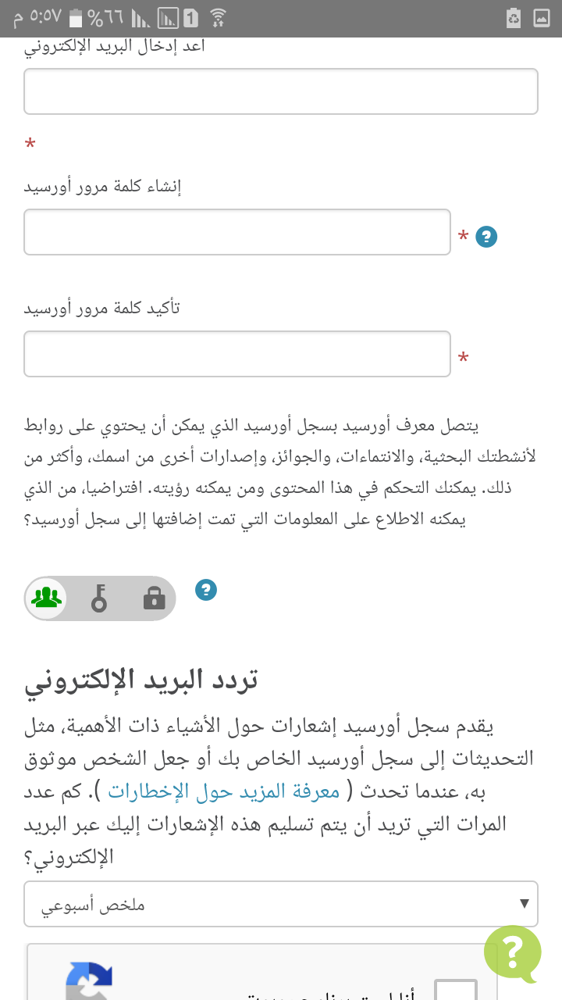 م ٥:٥٧ %٦٦ 1
أعد إدخال البريد الإلكتروني
*
إنشاء كلمة مرور أورسيد
* ?
تأكيد كلمة مرور أورسيد
*
يتصل معرف أورسيد بسجل أورسيد الذي يمكن أن يحتوي على روابط
لأنشطتك البحثية، والانتماءات، والجوائز، وإصدارات أخرى من اسمك، وأكثر من
ذلك. يمكنك التحكم في هذا المحتوى ومن يمكنه رؤيته. افتراضيا، من الذي
يمكنه الاطلاع على المعلومات التي تمت إضافتها إلى سجل أورسيد؟
?
تردد البريد الإلكتروني
يقدم سجل أورسيد إشعارات حول الأشياء ذات الأهمية، مثل
التحديثات إلى سجل أورسيد الخاص بك أو جعل الشخص موثوق
به، عندما تحدث ( معرفة المزيد حول الإخطارات ). كم عدد
المرات التي تريد أن يتم تسليم هذه الإشعارات إليك عبر البريد
الإلكتروني؟
ملخص أسبوعي
?